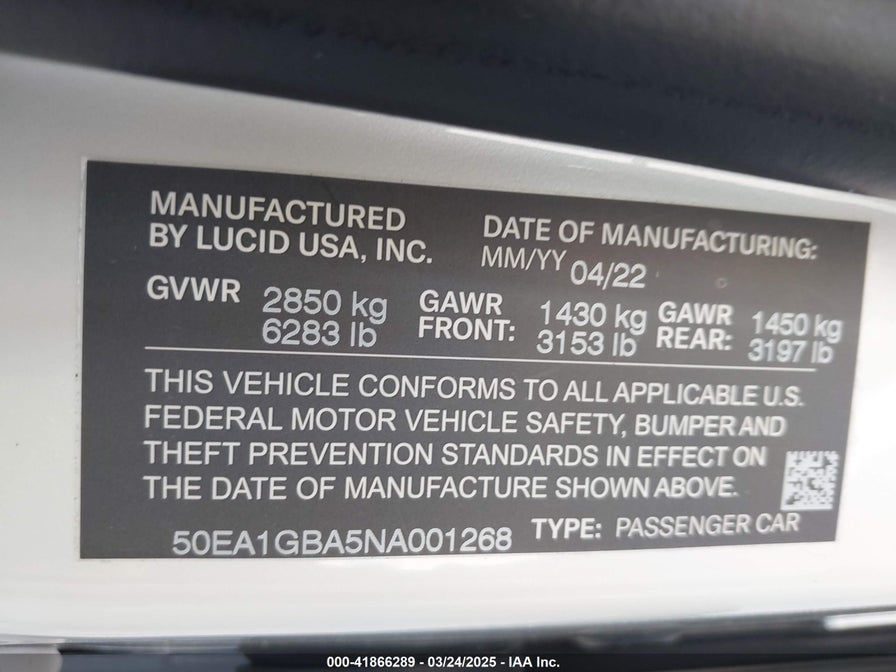 MANUFACTURED
BY LUCID USA, INC.
DATE OF MANUFACTURING:
MM/YY 04/22
GVWR 2850 kg
6283 lb
GAWR
FRONT: 1430 kg
3153 lb
GAWR
REAR: 1450 kg
3197 lb
THIS VEHICLE CONFORMS TO ALL APPLICABLE U.S.
FEDERAL MOTOR VEHICLE SAFETY, BUMPER AND
THEFT PREVENTION STANDARDS IN EFFECT ON
THE DATE OF MANUFACTURE SHOWN ABOVE.
50EA1GBA5NA001268 TYPE: PASSENGER CAR
000-41866289 - 03/24/2025 - IAA Inc.